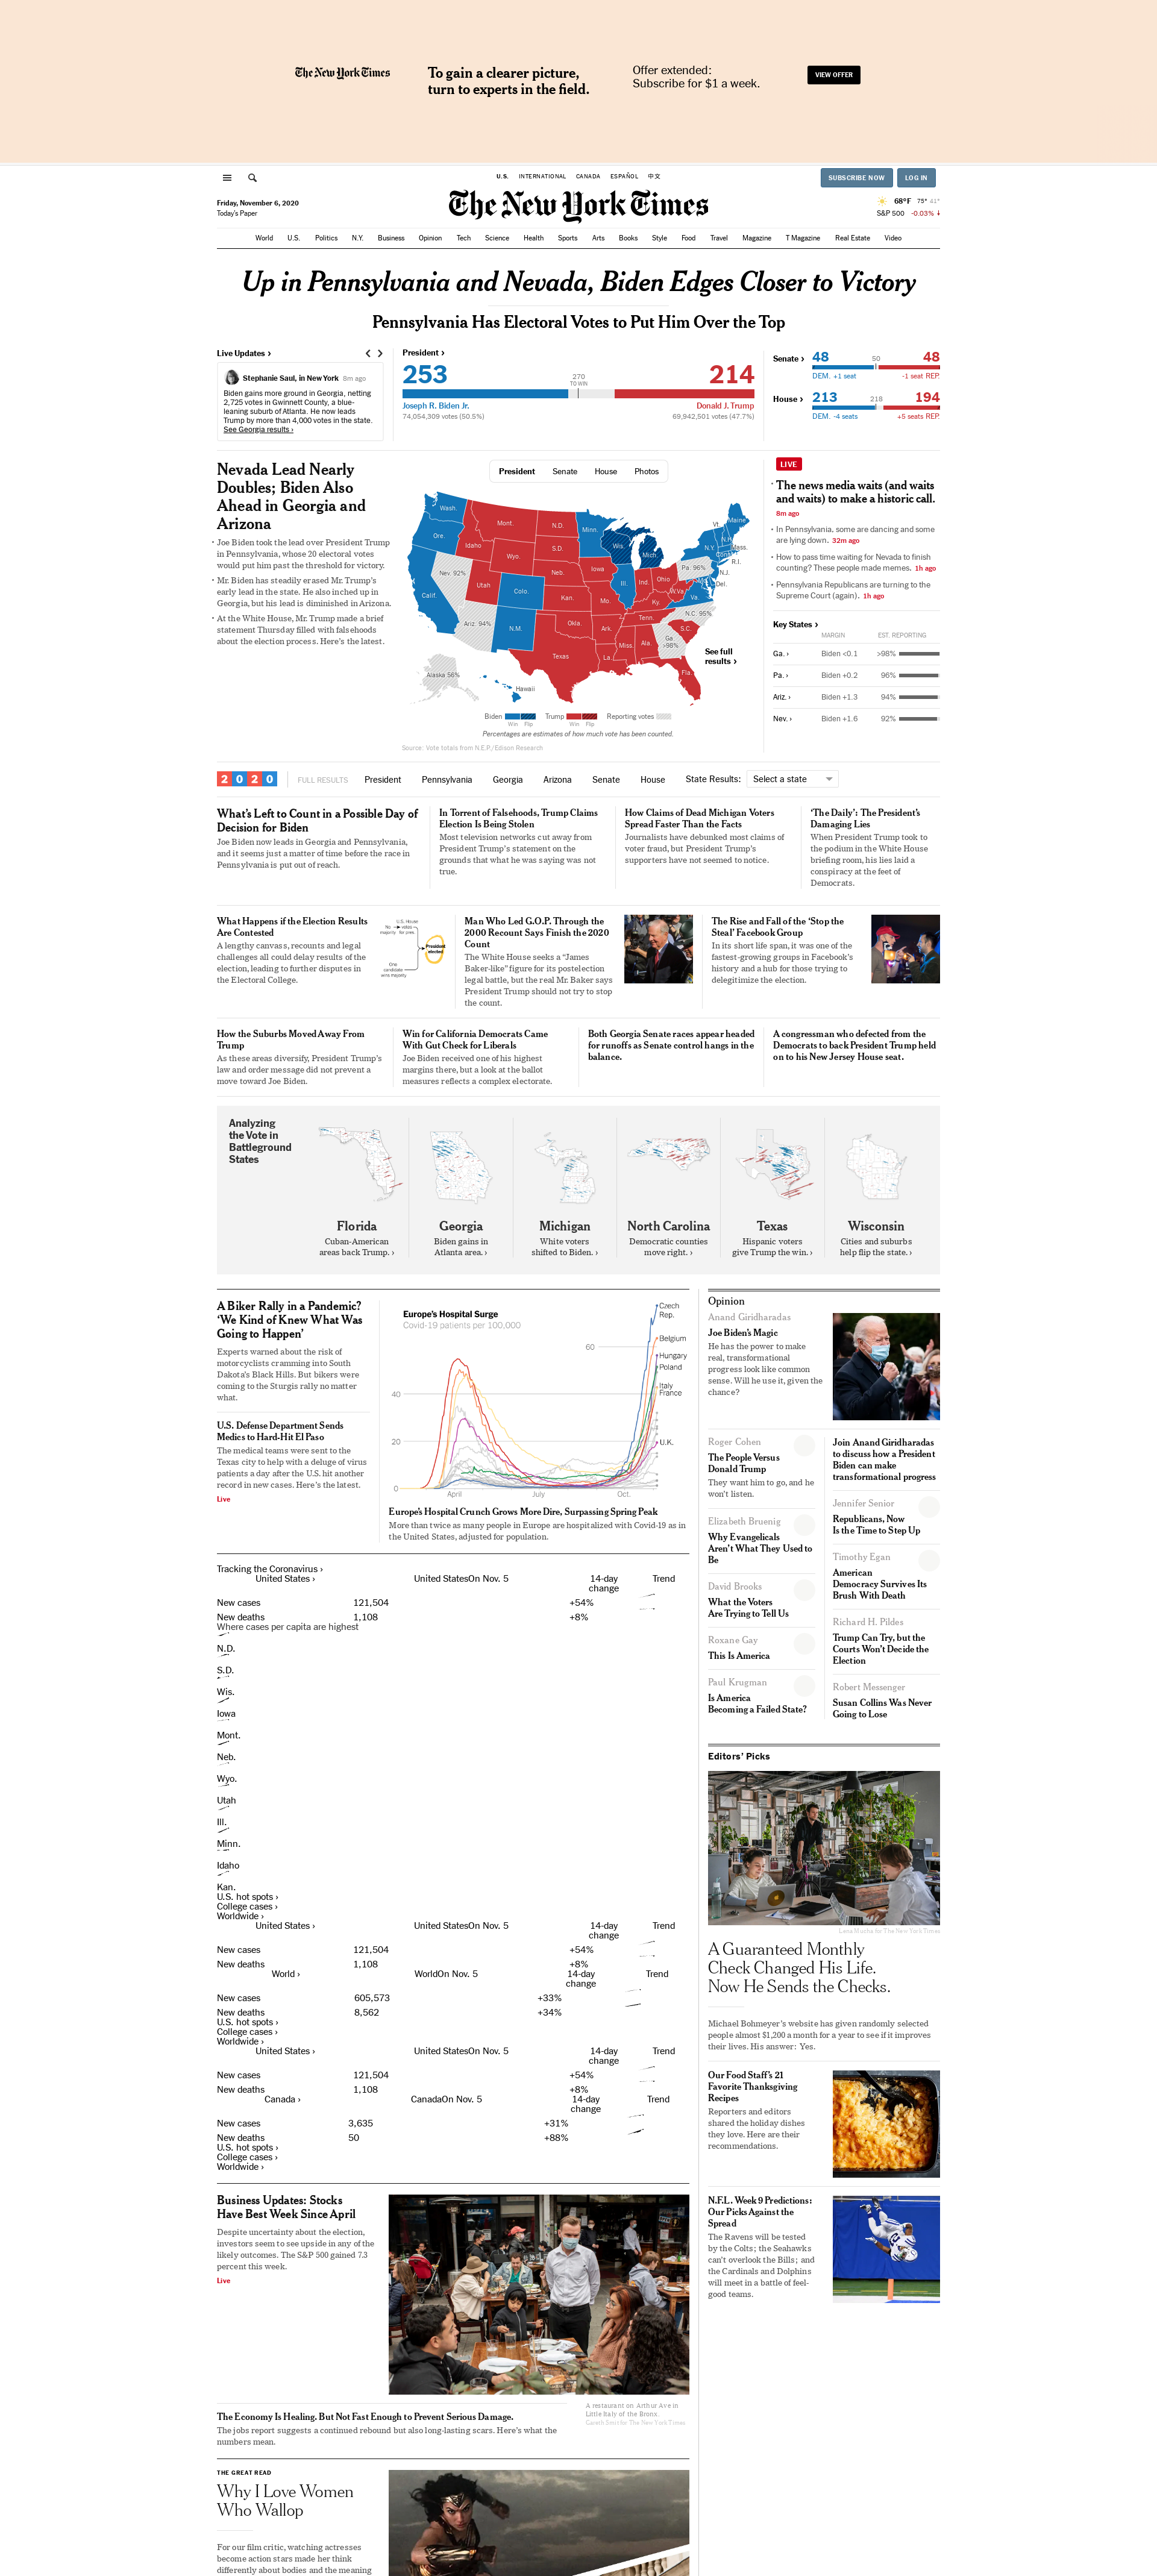 The New York Times
To gain a clearer picture,
turn to experts in the field.
Offer extended:
Subscribe for $1 a week.
VIEW OFFER
U.S. INTERNATIONAL CANADA ESPAÑOL 中文
SUBSCRIBE NOW LOG IN
Friday, November 6, 2020
Today's Paper
The New York Times
68°F 75° 41°
S&P 500 -0.03%
World U.S. Politics N.Y. Business Opinion Tech Science Health Sports Arts Books Style Food Travel Magazine T Magazine Real Estate Video
Up in Pennsylvania and Nevada, Biden Edges Closer to Victory
Pennsylvania Has Electoral Votes to Put Him Over the Top
Live Updates ›
Stephanie Saul, in New York 8m ago
Biden gains more ground in Georgia, netting
2,725 votes in Gwinnett County, a blue-
leaning suburb of Atlanta. He now leads
Trump by more than 4,000 votes in the state.
See Georgia results ›
President ›
253
270
TO WIN
214
Joseph R. Biden Jr.
Donald J. Trump
74,054,309 votes (50.5%)
69,942,501 votes (47.7%)
Senate ›
48 50 48
DEM. +1 seat -1 seat REP.
House ›
213 218 194
DEM. -4 seats +5 seats REP.
Nevada Lead Nearly
Doubles; Biden Also
Ahead in Georgia and
Arizona
Joe Biden took the lead over President Trump
in Pennsylvania, whose 20 electoral votes
would put him past the threshold for victory.
Mr. Biden has steadily erased Mr. Trump's
early lead in the state. He also inched up in
Georgia, but his lead is diminished in Arizona.
At the White House, Mr. Trump made a brief
statement Thursday filled with falsehoods
about the election process. Here's the latest.
President Senate House Photos
Wash.
Ore.
Calif.
Nev. 92%
Idaho
Mont.
Wyo.
Utah
Ariz. 94%
Colo.
N.M.
N.D.
S.D.
Neb.
Kan.
Okla.
Texas
Minn.
Iowa
Mo.
Ark.
La.
Wis.
Ill.
Mich.
Ind.
Ohio
Ky.
Tenn.
Miss.
Ala.
Ga.
>98%
Fla.
S.C.
N.C. 95%
Va.
W.Va.
Pa. 96%
N.Y.
Vt.
N.H.
Maine
Mass.
Conn.
R.I.
N.J.
Del.
Alaska 56%
Hawaii
See full
results ›
Biden Trump Reporting votes
Win Flip Win Flip
Percentages are estimates of how much vote has been counted.
Source: Vote totals from N.E.P./Edison Research
LIVE
The news media waits (and waits
and waits) to make a historic call.
8m ago
In Pennsylvania, some are dancing and some
are lying down. 32m ago
How to pass time waiting for Nevada to finish
counting? These people made memes. 1h ago
Pennsylvania Republicans are turning to the
Supreme Court (again). 1h ago
Key States ›
MARGIN EST. REPORTING
Ga. › Biden <0.1 >98%
Pa. › Biden +0.2 96%
Ariz. › Biden +1.3 94%
Nev. › Biden +1.6 92%
2020 FULL RESULTS President Pennsylvania Georgia Arizona Senate House State Results: Select a state
What's Left to Count in a Possible Day of
Decision for Biden
Joe Biden now leads in Georgia and Pennsylvania,
and it seems just a matter of time before the race in
Pennsylvania is put out of reach.
In Torrent of Falsehoods, Trump Claims
Election Is Being Stolen
Most television networks cut away from
President Trump's statement on the
grounds that what he was saying was not
true.
How Claims of Dead Michigan Voters
Spread Faster Than the Facts
Journalists have debunked most claims of
voter fraud, but President Trump's
supporters have not seemed to notice.
'The Daily': The President's
Damaging Lies
When President Trump took to
the podium in the White House
briefing room, his lies laid a
conspiracy at the feet of
Democrats.
What Happens if the Election Results
Are Contested
A lengthy canvass, recounts and legal
challenges all could delay results of the
election, leading to further disputes in
the Electoral College.
U.S. House
No majority
votes for pres.
President
elected
One
candidate
wins majority
Man Who Led G.O.P. Through the
2000 Recount Says Finish the 2020
Count
The White House seeks a "James
Baker-like" figure for its postelection
legal battle, but the real Mr. Baker says
President Trump should not try to stop
the count.
The Rise and Fall of the 'Stop the
Steal' Facebook Group
In its short life span, it was one of the
fastest-growing groups in Facebook's
history and a hub for those trying to
delegitimize the election.
How the Suburbs Moved Away From
Trump
As these areas diversify, President Trump's
law and order message did not prevent a
move toward Joe Biden.
Win for California Democrats Came
With Gut Check for Liberals
Joe Biden received one of his highest
margins there, but a look at the ballot
measures reflects a complex electorate.
Both Georgia Senate races appear headed
for runoffs as Senate control hangs in the
balance.
A congressman who defected from the
Democrats to back President Trump held
on to his New Jersey House seat.
Analyzing
the Vote in
Battleground
States
Florida
Cuban-American
areas back Trump. ›
Georgia
Biden gains in
Atlanta area. ›
Michigan
White voters
shifted to Biden. ›
North Carolina
Democratic counties
move right. ›
Texas
Hispanic voters
give Trump the win. ›
Wisconsin
Cities and suburbs
help flip the state. ›
A Biker Rally in a Pandemic?
'We Kind of Knew What Was
Going to Happen'
Experts warned about the risk of
motorcyclists cramming into South
Dakota's Black Hills. But bikers were
coming to the Sturgis rally no matter
what.
U.S. Defense Department Sends
Medics to Hard-Hit El Paso
The medical teams were sent to the
Texas city to help with a deluge of virus
patients a day after the U.S. hit another
record in new cases. Here's the latest.
Live
Europe's Hospital Surge
Covid-19 patients per 100,000
Czech
Rep.
Belgium
Hungary
Poland
Italy
France
U.K.
60
40
20
0
April July Oct.
Europe's Hospital Crunch Grows More Dire, Surpassing Spring Peak
More than twice as many people in Europe are hospitalized with Covid-19 as in
the United States, adjusted for population.
Tracking the Coronavirus ›
United States › United StatesOn Nov. 5 14-day
change Trend
New cases 121,504 +54%
New deaths 1,108 +8%
Where cases per capita are highest
N.D.
S.D.
Wis.
Iowa
Mont.
Neb.
Wyo.
Utah
Ill.
Minn.
Idaho
Kan.
U.S. hot spots ›
College cases ›
Worldwide ›
United States › United StatesOn Nov. 5 14-day
change Trend
New cases 121,504 +54%
New deaths 1,108 +8%
World › WorldOn Nov. 5 14-day
change Trend
New cases 605,573 +33%
New deaths 8,562 +34%
U.S. hot spots ›
College cases ›
Worldwide ›
United States › United StatesOn Nov. 5 14-day
change Trend
New cases 121,504 +54%
New deaths 1,108 +8%
Canada › CanadaOn Nov. 5 14-day
change Trend
New cases 3,635 +31%
New deaths 50 +88%
U.S. hot spots ›
College cases ›
Worldwide ›
Business Updates: Stocks
Have Best Week Since April
Despite uncertainty about the election,
investors seem to see upside in any of the
likely outcomes. The S&P 500 gained 7.3
percent this week.
Live
A restaurant on Arthur Ave in
Little Italy of the Bronx.
The Economy Is Healing. But Not Fast Enough to Prevent Serious Damage.
The jobs report suggests a continued rebound but also long-lasting scars. Here's what the
numbers mean.
THE GREAT READ
Why I Love Women
Who Wallop
For our film critic, watching actresses
become action stars made her think
differently about bodies and the meaning
Opinion
Anand Giridharadas
Joe Biden's Magic
He has the power to make
real, transformational
progress look like common
sense. Will he use it, given the
chance?
Roger Cohen
The People Versus
Donald Trump
They want him to go, and he
won't listen.
Elizabeth Bruenig
Why Evangelicals
Aren't What They Used to
Be
David Brooks
What the Voters
Are Trying to Tell Us
Roxane Gay
This Is America
Paul Krugman
Is America
Becoming a Failed State?
Join Anand Giridharadas
to discuss how a President
Biden can make
transformational progress
Jennifer Senior
Republicans, Now
Is the Time to Step Up
Timothy Egan
American
Democracy Survives Its
Brush With Death
Richard H. Pildes
Trump Can Try, but the
Courts Won't Decide the
Election
Robert Messenger
Susan Collins Was Never
Going to Lose
Editors' Picks
Lena Mucha for The New York Times
A Guaranteed Monthly
Check Changed His Life.
Now He Sends the Checks.
Michael Bohmeyer's website has given randomly selected
people almost $1,200 a month for a year to see if it improves
their lives. His answer: Yes.
Our Food Staff's 21
Favorite Thanksgiving
Recipes
Reporters and editors
shared the holiday dishes
they love. Here are their
recommendations.
N.F.L. Week 9 Predictions:
Our Picks Against the
Spread
The Ravens will be tested
by the Colts; the Seahawks
can't overlook the Bills; and
the Cardinals and Dolphins
will meet in a battle of feel-
good teams.